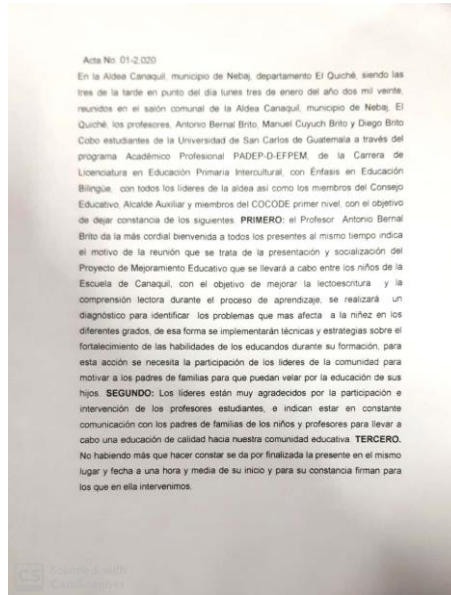 Acta No. 01-2,020
En la Aldea Canaquil, municipio de Nebaj, departamento El Quiché, siendo las
tres de la tarde en punto del día lunes tres de enero del año dos mil veinte,
reunidos en el salón comunal de la Aldea Canaquil, municipio de Nebaj, El
Quiché, los profesores, Antonio Bernal Brito, Manuel Cuyuch Brito y Diego Brito
Cobo estudiantes de la Universidad de San Carlos de Guatemala a través del
programa Académico Profesional PADEP-D-EFPEM, de la Carrera de
Licenciatura en Educación Primaria Intercultural, con Énfasis en Educación
Bilingüe, con todos los líderes de la aldea así como los miembros del Consejo
Educativo, Alcalde Auxiliar y miembros del COCODE primer nivel, con el objetivo
de dejar constancia de los siguientes. PRIMERO: el Profesor Antonio Bernal
Brito da la más cordial bienvenida a todos los presentes al mismo tiempo indica
el motivo de la reunión que se trata de la presentación y socialización del
Proyecto de Mejoramiento Educativo que se llevará a cabo entre los niños de la
Escuela de Canaquil, con el objetivo de mejorar la lectoescritura y la
comprensión lectora durante el proceso de aprendizaje, se realizará un
diagnóstico para identificar los problemas que mas afecta a la niñez en los
diferentes grados, de esa forma se implementarán técnicas y estrategias sobre el
fortalecimiento de las habilidades de los educandos durante su formación, para
esta acción se necesita la participación de los líderes de la comunidad para
motivar a los padres de familias para que puedan velar por la educación de sus
hijos. SEGUNDO: Los líderes están muy agradecidos por la participación e
intervención de los profesores estudiantes, e indican estar en constante
comunicación con los padres de familias de los niños y profesores para llevar a
cabo una educación de calidad hacia nuestra comunidad educativa. TERCERO.
No habiendo más que hacer constar se da por finalizada la presente en el mismo
lugar y fecha a una hora y media de su inicio y para su constancia firman para
los que en ella intervenimos.
CS Scanned with
CamScanner